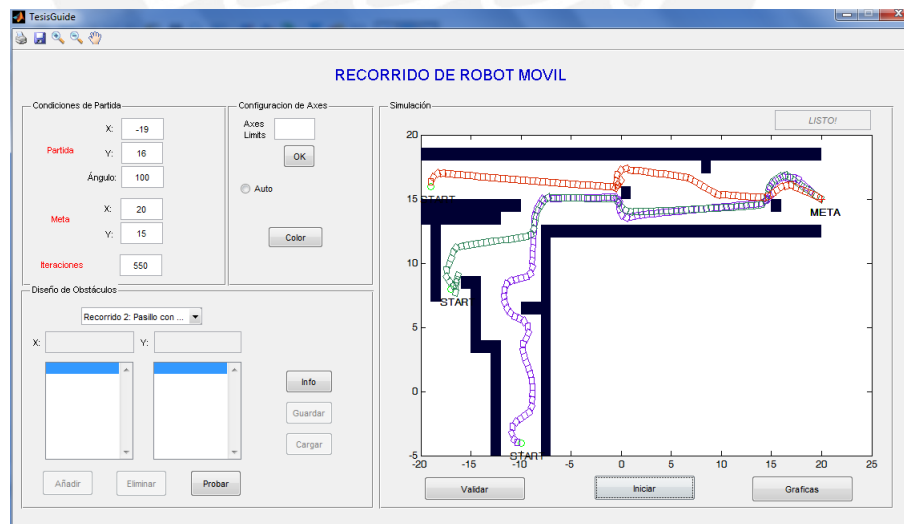 TesisGuide
RECORRIDO DE ROBOT MOVIL
Condiciones de Partida
X: -19
Partida
Y: 16
Ángulo: 100
X: 20
Meta
Y: 15
Iteraciones 550
Configuracion de Axes
Axes
Limits
OK
Auto
Color
Diseño de Obstáculos
Recorrido 2: Pasillo con ...
X:
Y:
Info
Guardar
Cargar
Añadir
Eliminar
Probar
Simulación
LISTO!
20
15
10
5
0
-5
-20 -15 -10 -5 0 5 10 15 20 25
START
META
START
START
Validar
Iniciar
Graficas